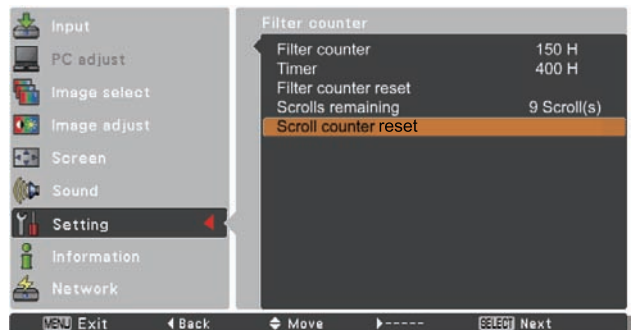 Input
PC adjust
Image select
Image adjust
Screen
Sound
Setting
Information
Network
Filter counter
Filter counter 150 H
Timer 400 H
Filter counter reset
Scrolls remaining 9 Scroll(s)
Scroll counter reset
MENU Exit Back Move ----- SELECT Next